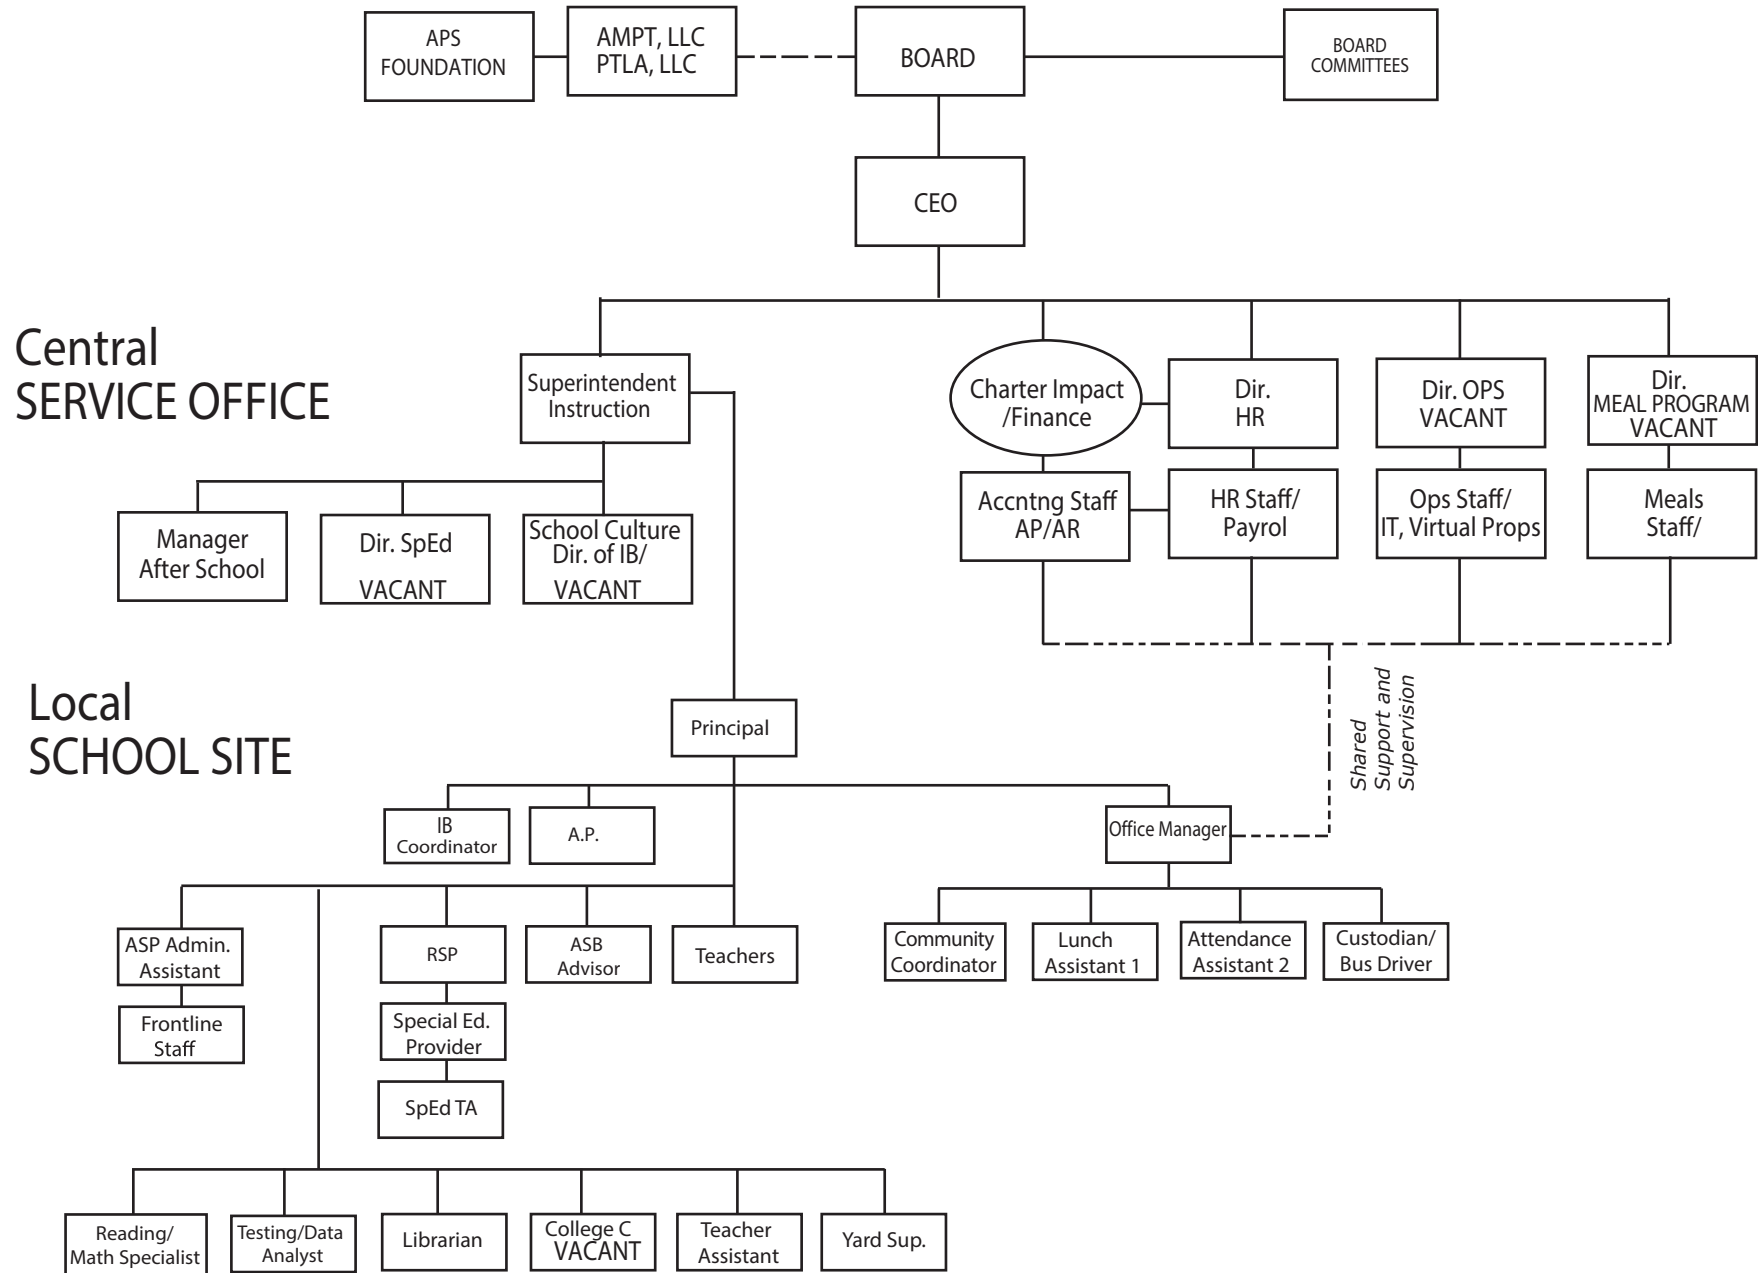 APS
FOUNDATION
AMPT, LLC
PTLA, LLC
BOARD
BOARD
COMMITTEES
CEO
Central
SERVICE OFFICE
Superintendent
Instruction
Charter Impact
/Finance
Dir.
HR
Dir. OPS
VACANT
Dir.
MEAL PROGRAM
VACANT
Manager
After School
Dir. SpEd
VACANT
School Culture
Dir. of IB/
VACANT
Accntng Staff
AP/AR
HR Staff/
Payrol
Ops Staff/
IT, Virtual Props
Meals
Staff/
Local
SCHOOL SITE
Principal
Shared
Support and
Supervision
IB
Coordinator
A.P.
Office Manager
ASP Admin.
Assistant
RSP
ASB
Advisor
Teachers
Community
Coordinator
Lunch
Assistant 1
Attendance
Assistant 2
Custodian/
Bus Driver
Frontline
Staff
Special Ed.
Provider
SpEd TA
Reading/
Math Specialist
Testing/Data
Analyst
Librarian
College C
VACANT
Teacher
Assistant
Yard Sup.